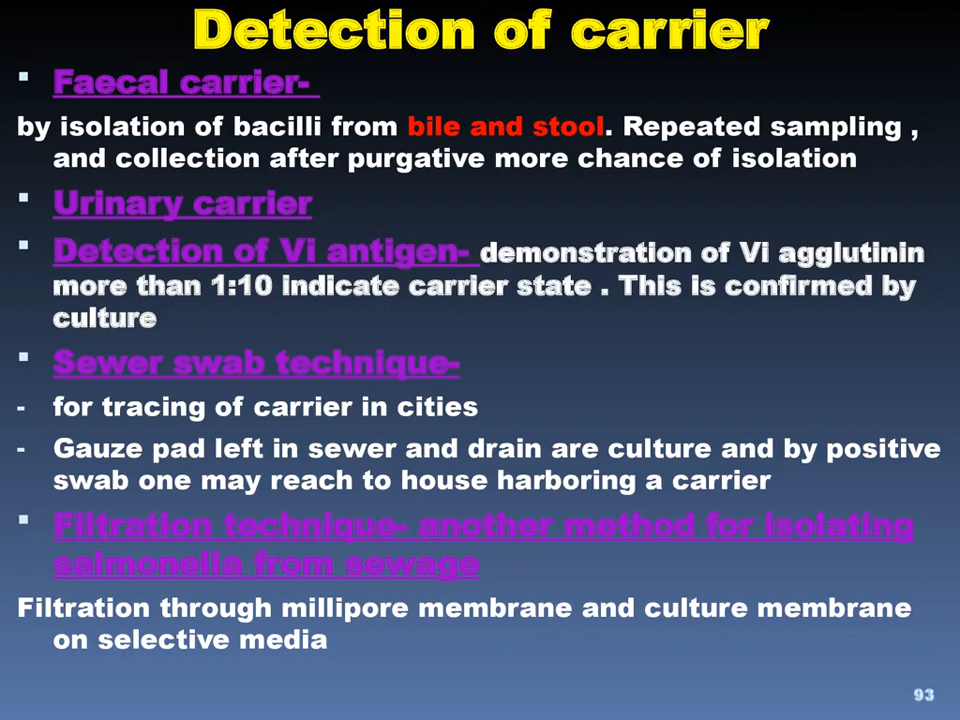 Detection of carrier
▪ Faecal carrier-
by isolation of bacilli from bile and stool. Repeated sampling ,
and collection after purgative more chance of isolation
▪ Urinary carrier
▪ Detection of Vi antigen- demonstration of Vi agglutinin
more than 1:10 indicate carrier state . This is confirmed by
culture
▪ Sewer swab technique-
- for tracing of carrier in cities
- Gauze pad left in sewer and drain are culture and by positive
swab one may reach to house harboring a carrier
▪ Filtration technique- another method for isolating
salmonella from sewage
Filtration through millipore membrane and culture membrane
on selective media
93